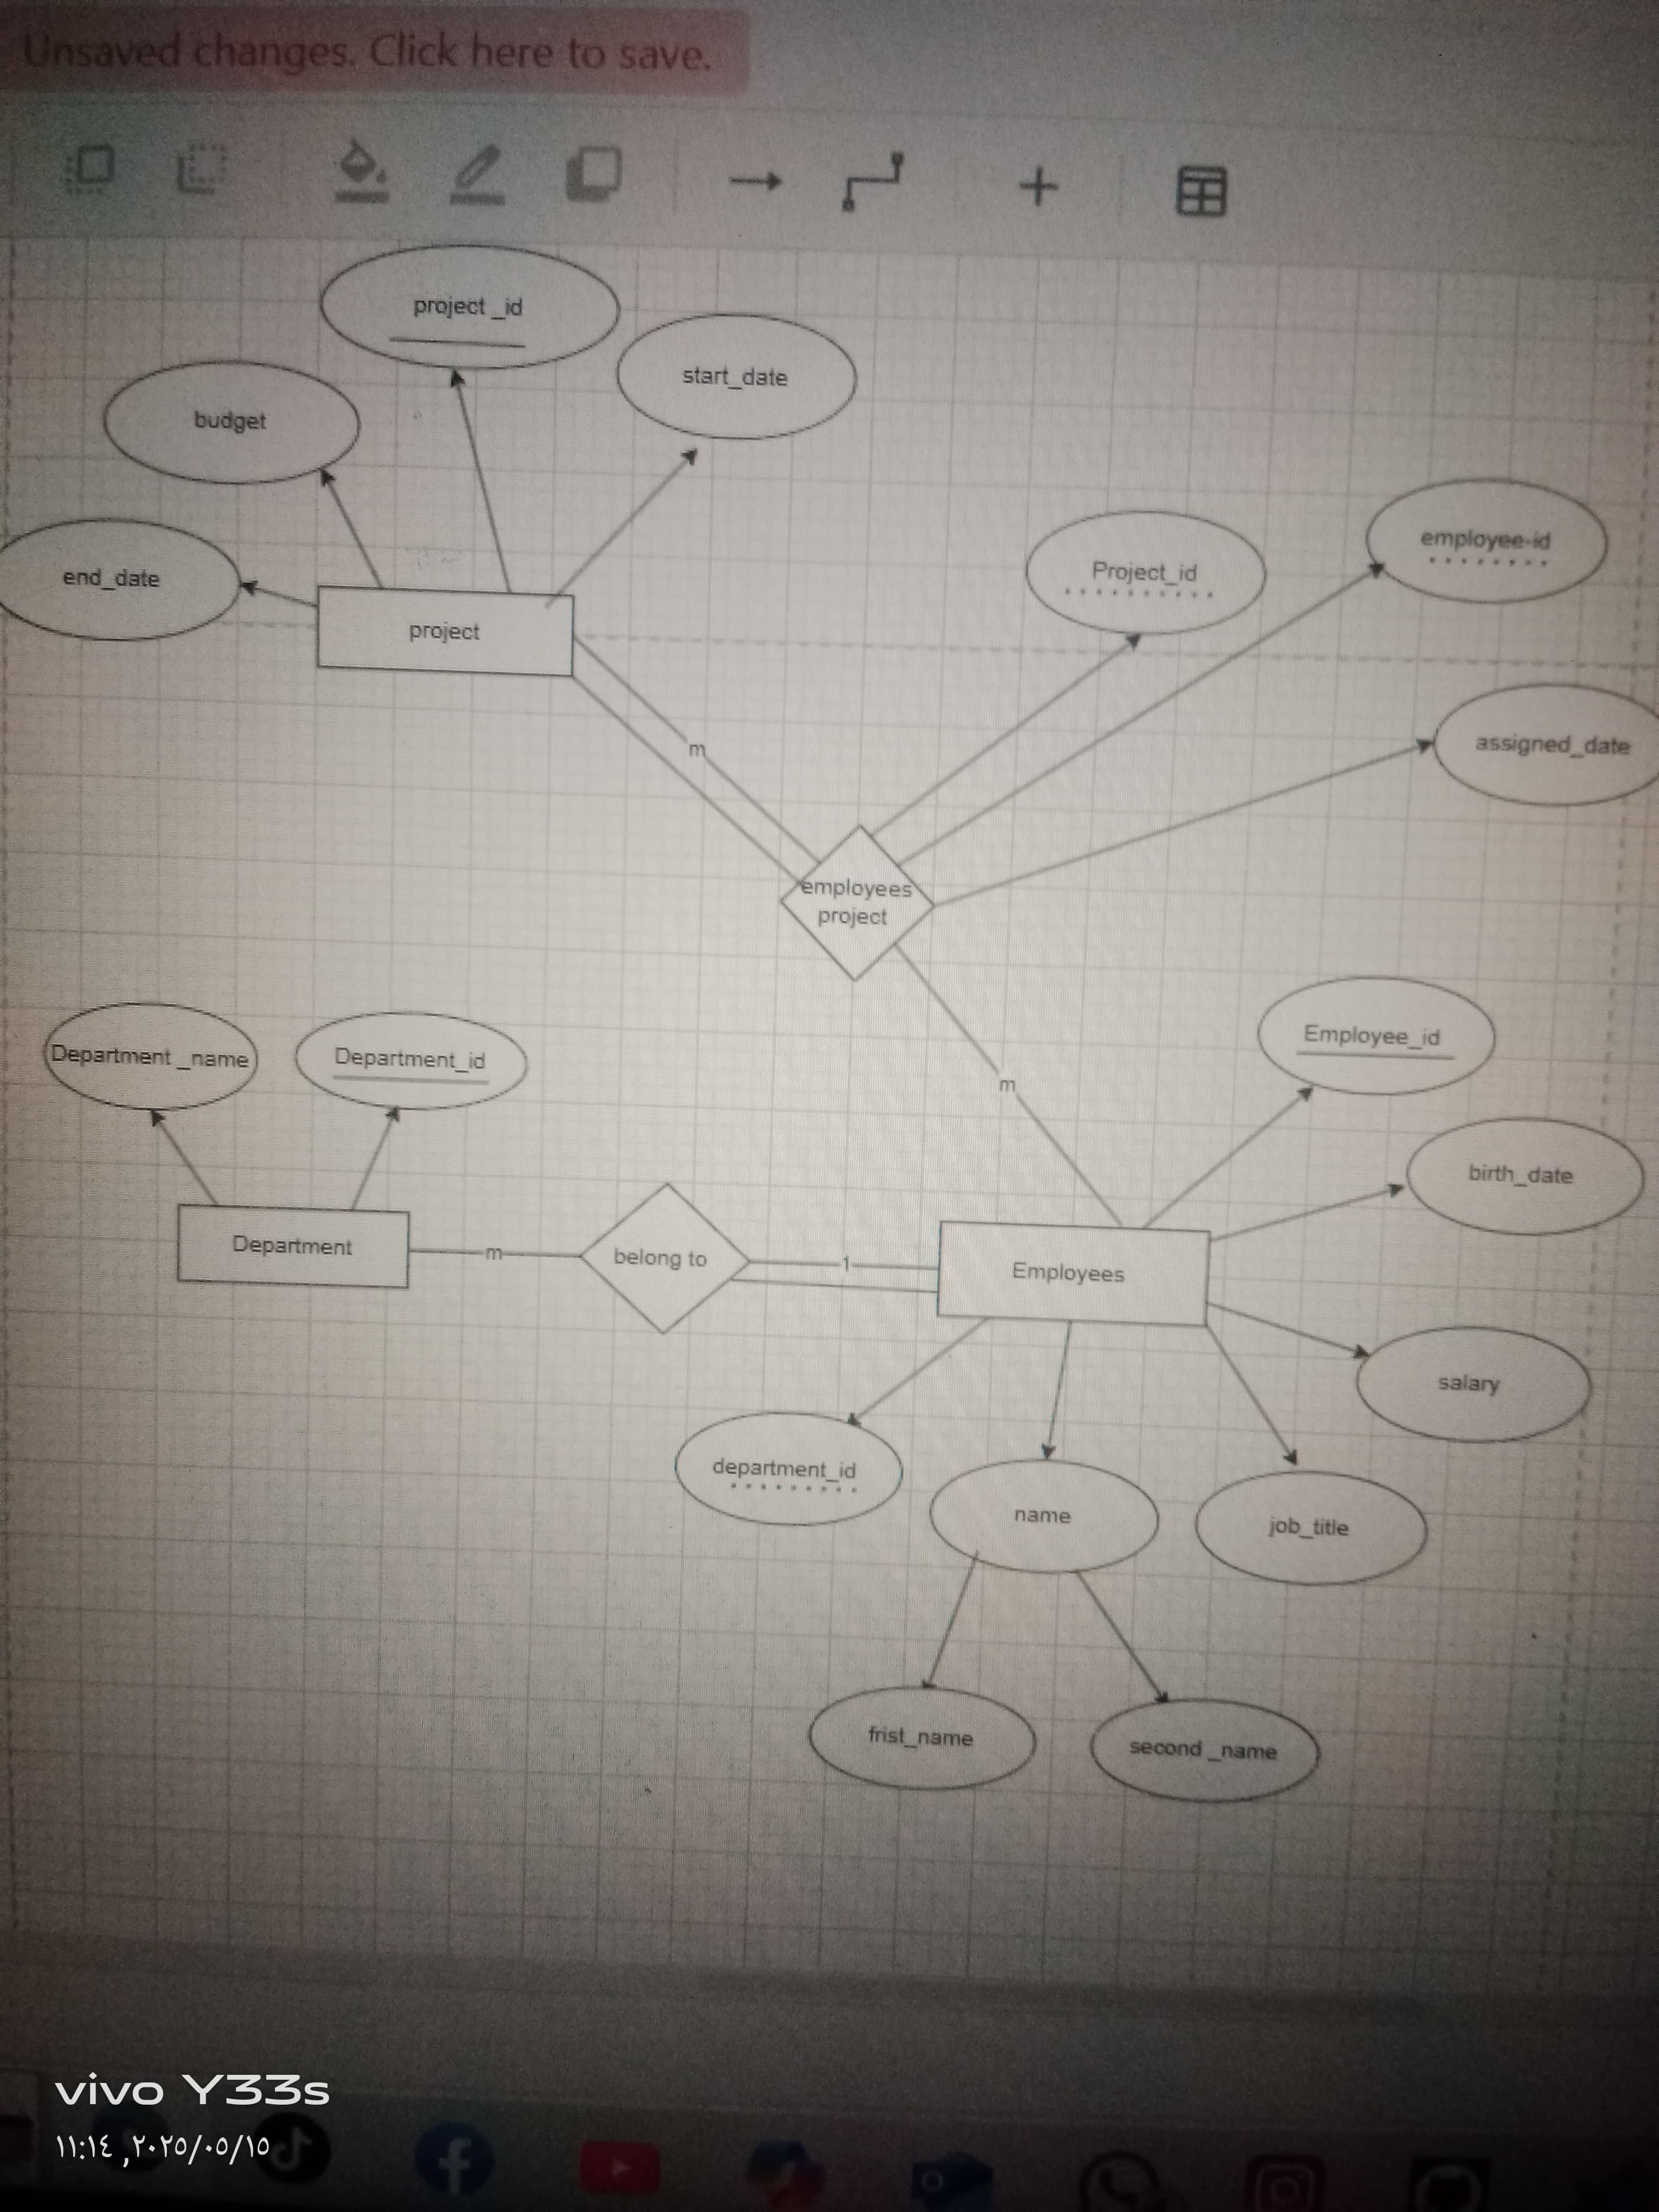 Unsaved changes. Click here to save.
project _id
start_date
budget
end_date
project
Project_id
employee-id
assigned_date
m
employees
project
m
Department _name
Department_id
Employee_id
birth_date
Department
m
belong to
1
Employees
salary
department_id
name
job_title
frist_name
second _name
vivo Y33s
٢٠٢٥/٠٥/١٥, ١١:١٤